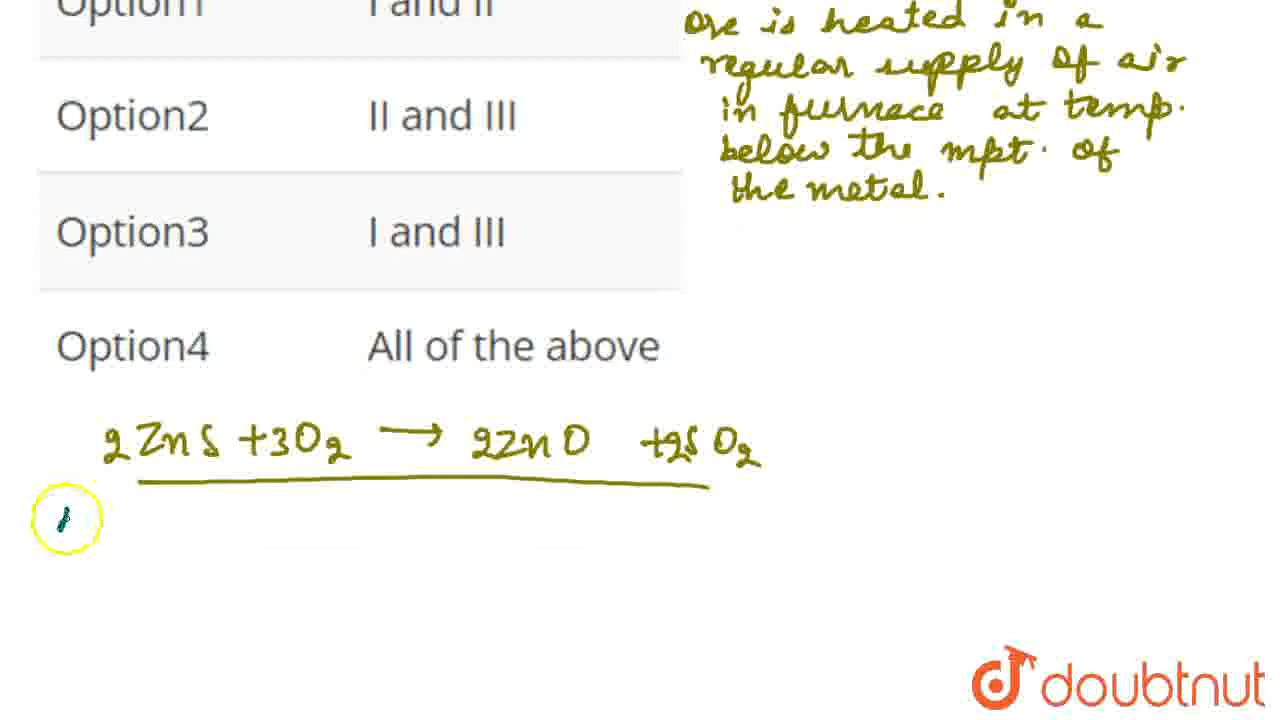 Option1 I and II
Ore is heated in a
regular supply of air
in furnace at temp.
below the mpt. of
the metal.
Option2 II and III
Option3 I and III
Option4 All of the above
2ZnS + 3O2 → 2ZnO + 2SO2
doubtnut